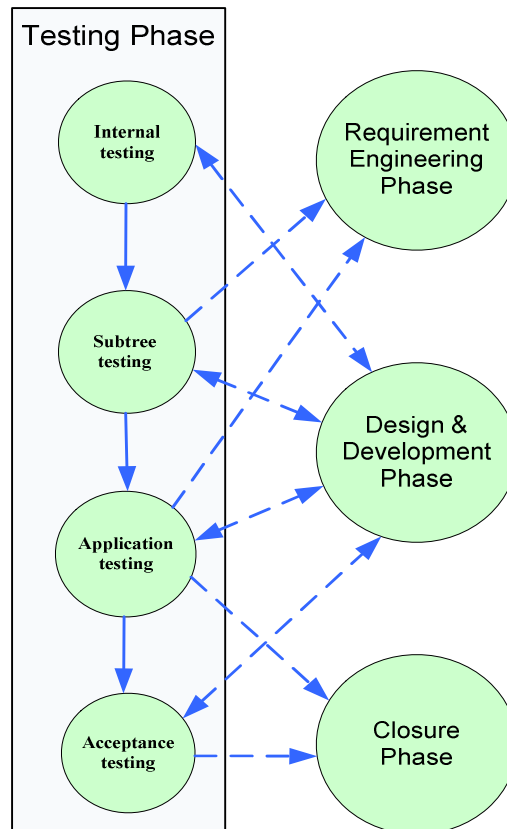 Testing Phase
Internal
testing
Requirement
Engineering
Phase
Subtree
testing
Design &
Development
Phase
Application
testing
Acceptance
testing
Closure
Phase